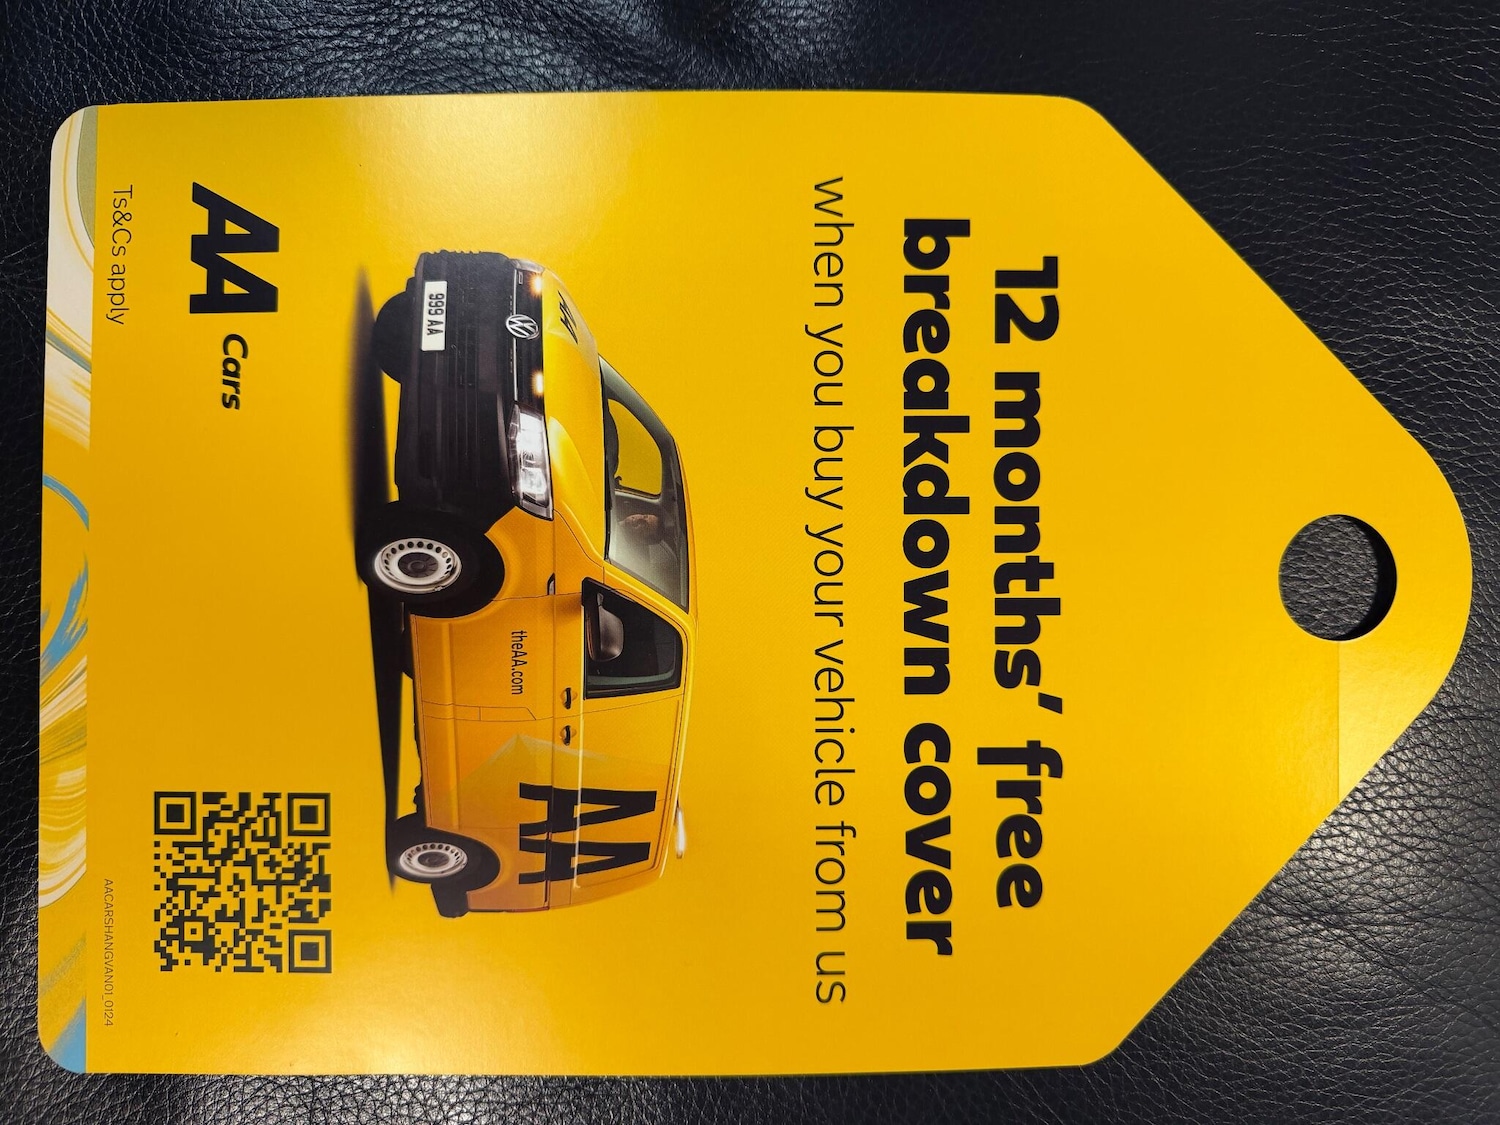 12 months' free
breakdown cover
when you buy your vehicle from us
AA
999 AA
theAA.com
AA
AA Cars
Ts&Cs apply
AACARSHANGVAN01_0124